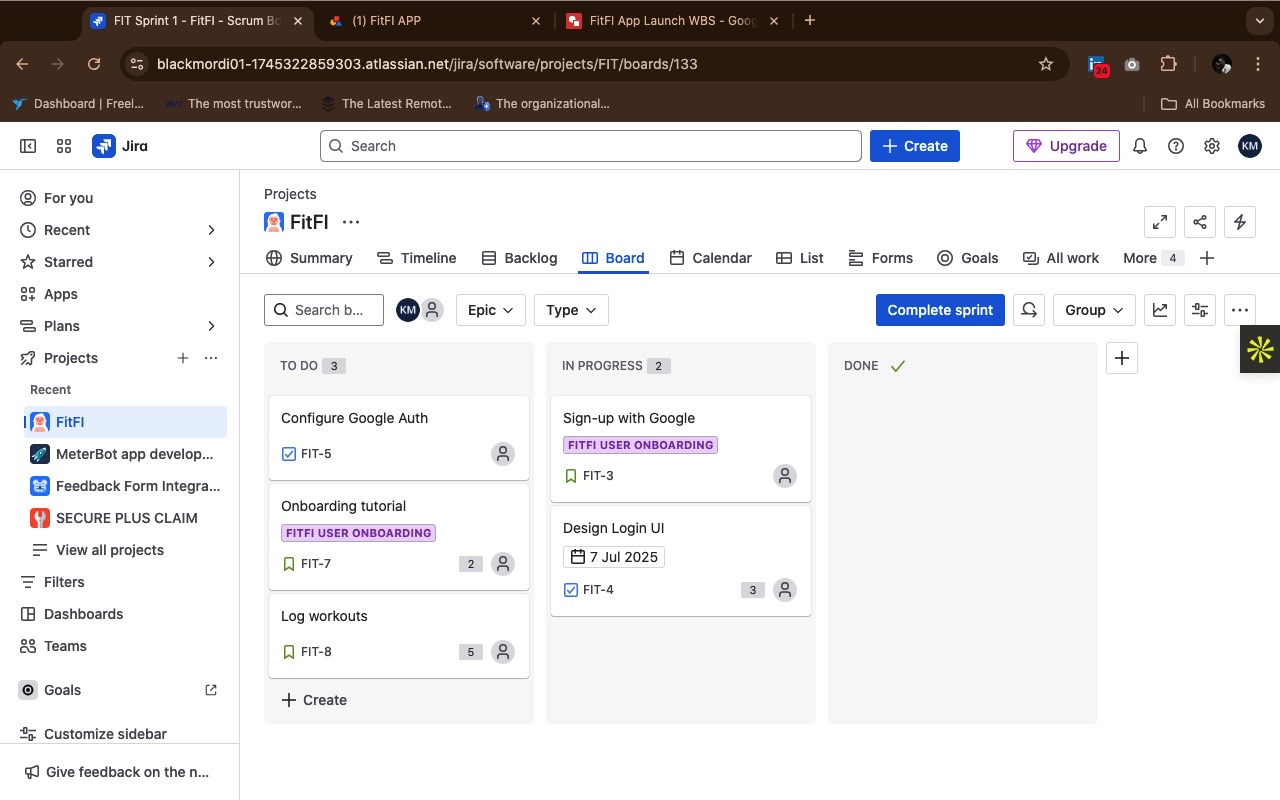 FIT Sprint 1 - FitFI - Scrum Bo
(1) FitFI APP
FitFI App Launch WBS - Goog
blackmordi01-1745322859303.atlassian.net/jira/software/projects/FIT/boards/133
24
Dashboard | Freel...
The most trustwor...
The Latest Remot...
The organizational...
All Bookmarks
Jira
Search
Create
Upgrade
KM
For you
Recent
Starred
Apps
Plans
Projects
Recent
FitFI
MeterBot app develop...
Feedback Form Integra...
SECURE PLUS CLAIM
View all projects
Filters
Dashboards
Teams
Goals
Customize sidebar
Give feedback on the n...
Projects
FitFI
Summary
Timeline
Backlog
Board
Calendar
List
Forms
Goals
All work
More 4
Search b...
KM
Epic
Type
Complete sprint
Group
TO DO 3
Configure Google Auth
FIT-5
Onboarding tutorial
FITFI USER ONBOARDING
FIT-7 2
Log workouts
FIT-8 5
Create
IN PROGRESS 2
Sign-up with Google
FITFI USER ONBOARDING
FIT-3
Design Login UI
7 Jul 2025
FIT-4 3
DONE